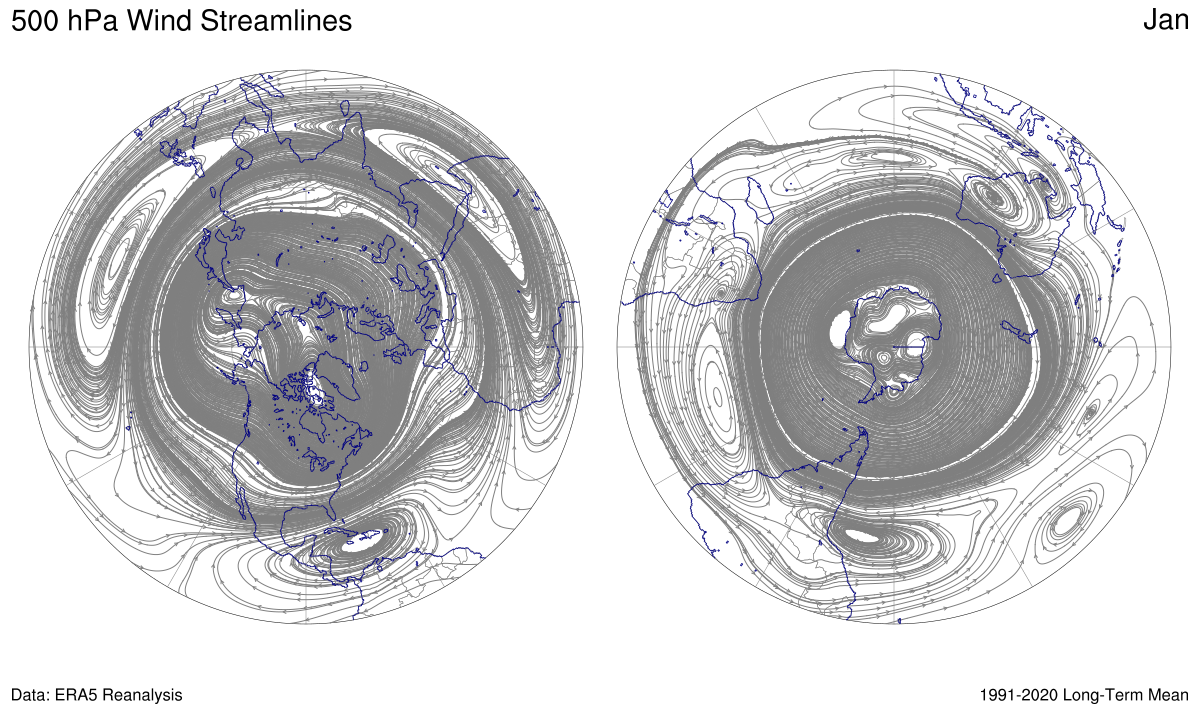 500 hPa Wind Streamlines
Jan
Data: ERA5 Reanalysis
1991-2020 Long-Term Mean